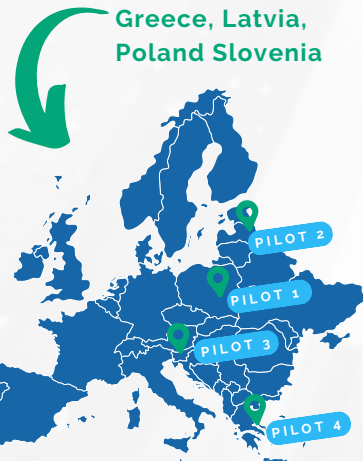 Greece, Latvia,
Poland Slovenia
PILOT 2
PILOT 1
PILOT 3
PILOT 4